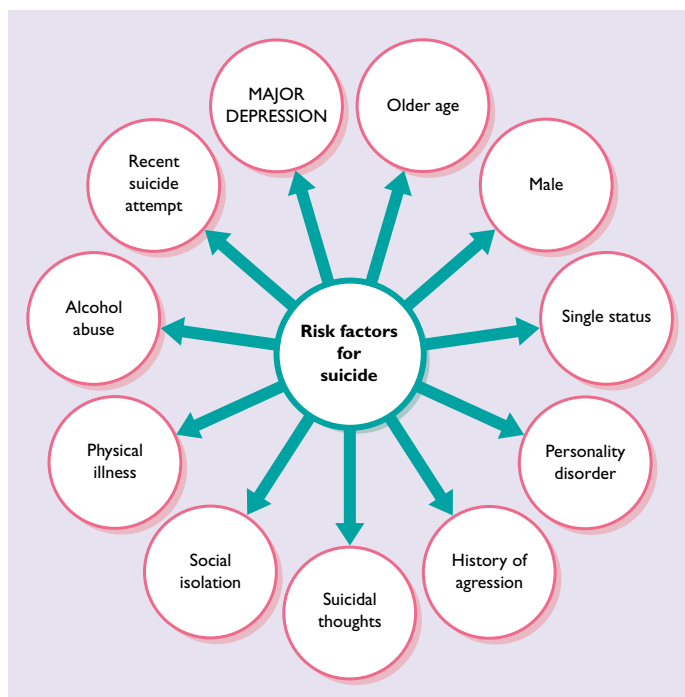 Risk factors
for
suicide
MAJOR
DEPRESSION
Older age
Male
Single status
Personality
disorder
History of
agression
Suicidal
thoughts
Social
isolation
Physical
illness
Alcohol
abuse
Recent
suicide
attempt